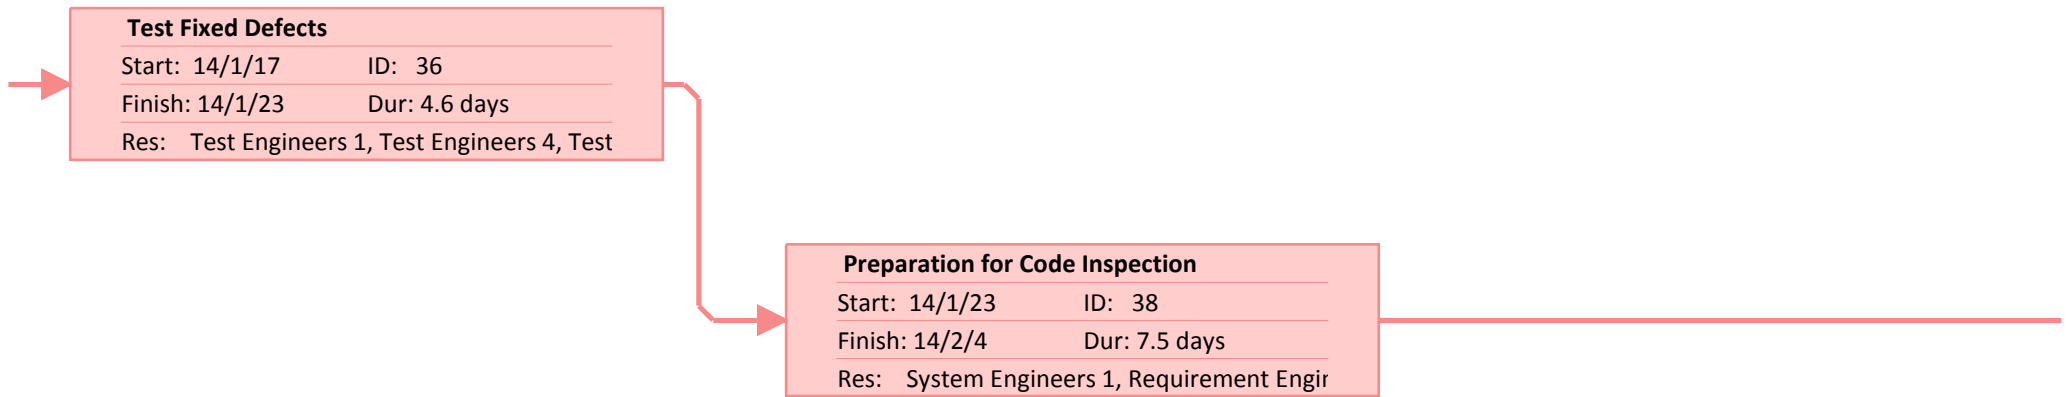 Test Fixed Defects
Start: 14/1/17 ID: 36
Finish: 14/1/23 Dur: 4.6 days
Res: Test Engineers 1, Test Engineers 4, Test
Preparation for Code Inspection
Start: 14/1/23 ID: 38
Finish: 14/2/4 Dur: 7.5 days
Res: System Engineers 1, Requirement Engin